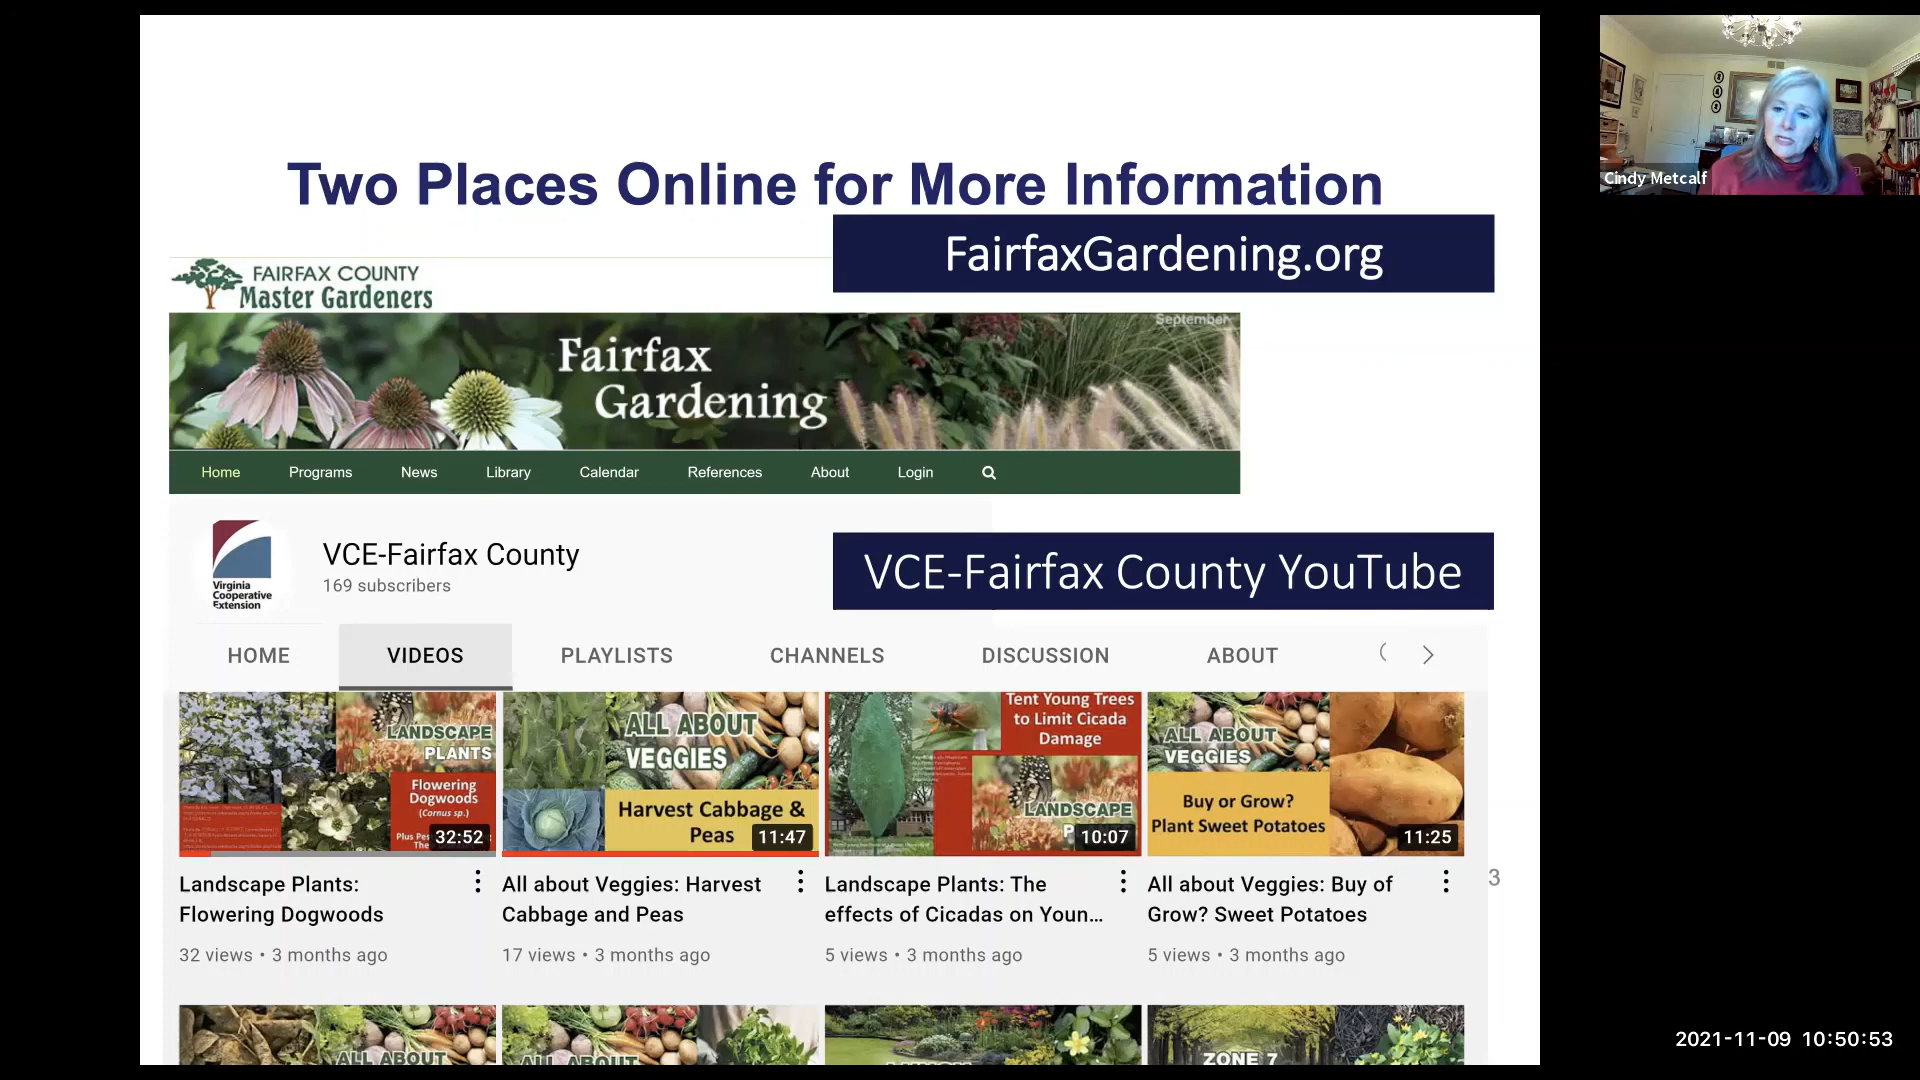 Two Places Online for More Information
FairfaxGardening.org
FAIRFAX COUNTY
Master Gardeners
September
Fairfax
Gardening
Home Programs News Library Calendar References About Login
VCE-Fairfax County
169 subscribers
Virginia
Cooperative
Extension
VCE-Fairfax County YouTube
HOME VIDEOS PLAYLISTS CHANNELS DISCUSSION ABOUT
LANDSCAPE
PLANTS
Flowering
Dogwoods
(Cornus sp.)
32:52
ALL ABOUT
VEGGIES
Harvest Cabbage &
Peas
11:47
Tent Young Trees
to Limit Cicada
Damage
LANDSCAPE
10:07
ALL ABOUT
VEGGIES
Buy or Grow?
Plant Sweet Potatoes
11:25
Landscape Plants:
Flowering Dogwoods
32 views • 3 months ago
All about Veggies: Harvest
Cabbage and Peas
17 views • 3 months ago
Landscape Plants: The
effects of Cicadas on Youn...
5 views • 3 months ago
All about Veggies: Buy of
Grow? Sweet Potatoes
5 views • 3 months ago
3
ALL ABOUT
ALL ABOUT
ZONE 7
Cindy Metcalf
2021-11-09 10:50:53